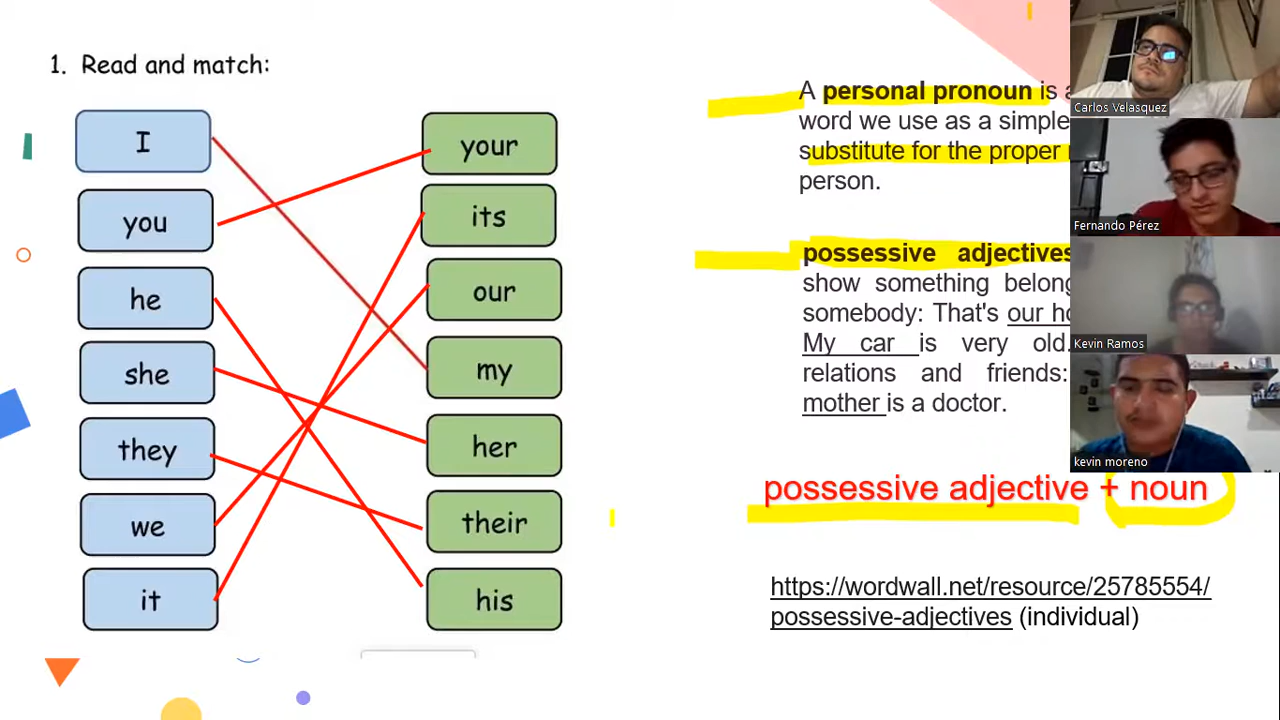 1. Read and match:
I
you
he
she
they
we
it
your
its
our
my
her
their
his
A personal pronoun is
word we use as a simple
substitute for the proper
person.
possessive adjectives
show something
somebody: That's our
My car is very old.
relations and friends:
mother is a doctor.
possessive adjective + noun
https://wordwall.net/resource/25785554/
possessive-adjectives (individual)
Carlos Velasquez
Fernando Pérez
Kevin Ramos
kevin moreno